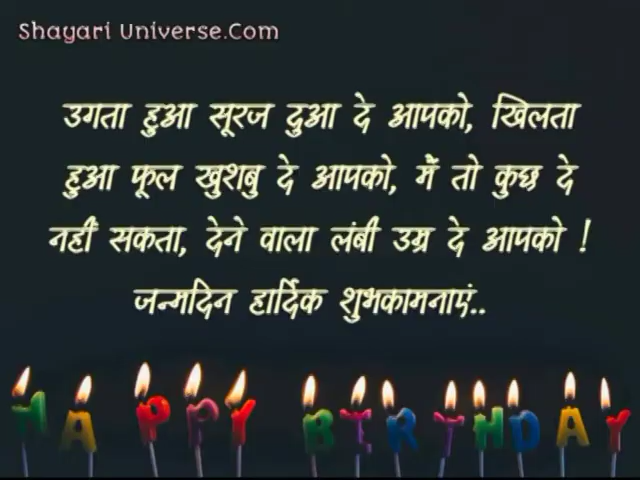 Shayari Universe.Com
उगता हुआ सूरज दुआ दे आपको, खिलता
हुआ फूल खुशबु दे आपको, मैं तो कुछ दे
नहीं सकता, देने वाला लंबी उम्र दे आपको !
जन्मदिन हार्दिक शुभकामनाएं..
HAPPY BIRTHDAY